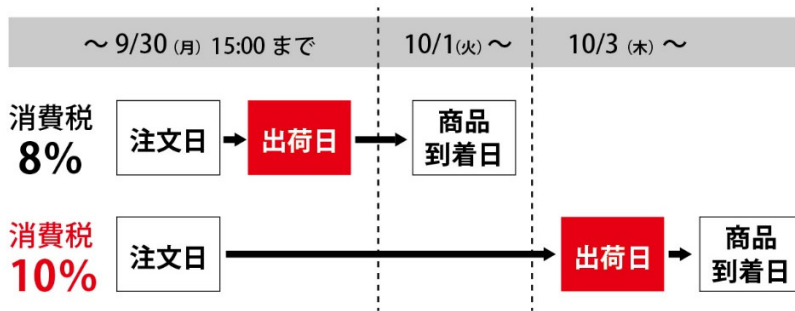 ～ 9/30 (月) 15:00 まで
10/1(火) ～
10/3 (木) ～
消費税
8%
注文日
出荷日
商品
到着日
消費税
10%
注文日
出荷日
商品
到着日